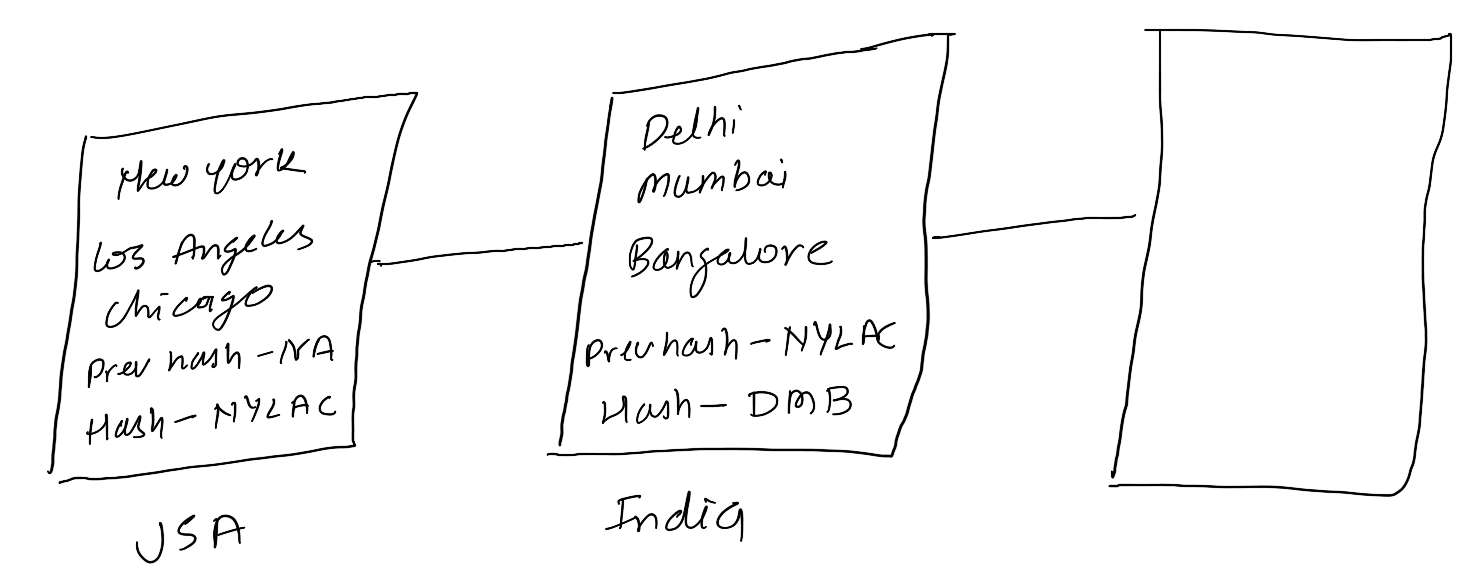 New york
Los Angeles
Chicago
Prev hash - NA
Hash - NYLAC
USA
Delhi
Mumbai
Bangalore
Prev hash - NYLAC
Hash - DMB
India